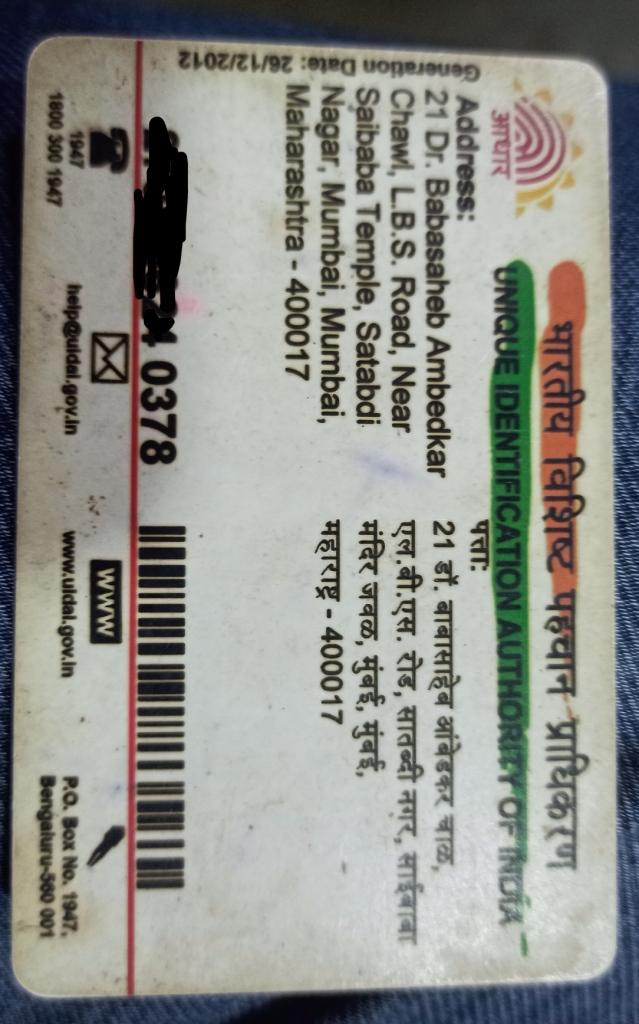 आधार
भारतीय विशिष्ट पहचान प्राधिकरण
UNIQUE IDENTIFICATION AUTHORITY OF INDIA
Generation Date: 26/12/2012
Address:
21 Dr. Babasaheb Ambedkar
Chawl, L.B.S. Road, Near
Saibaba Temple, Satabdi
Nagar, Mumbai, Mumbai,
Maharashtra - 400017
पत्ता:
21 डॉ. बाबासाहेब आंबेडकर चाळ,
एल.बी.एस. रोड, सातब्दी नगर, साईबाबा
मंदिर जवळ, मुंबई, मुंबई,
महाराष्ट्र - 400017
0378
1947
1800 300 1947
help@uidai.gov.in
www
www.uidai.gov.in
P.O. Box No. 1947,
Bengaluru-560 001